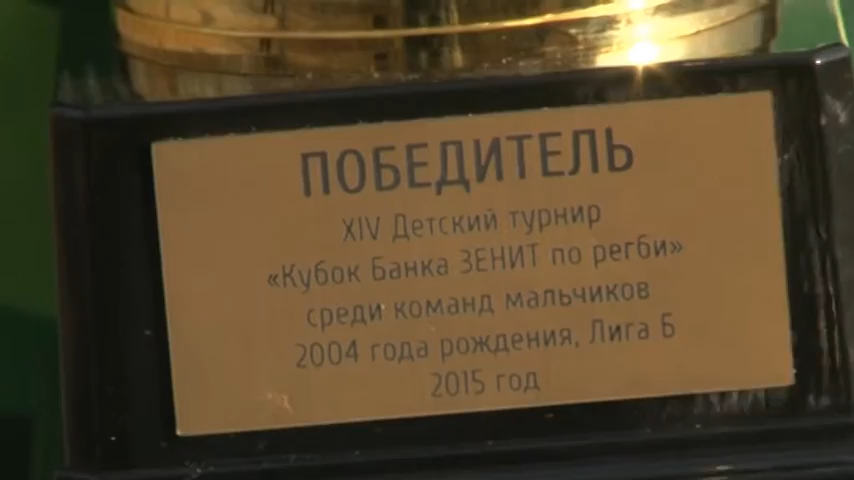 ПОБЕДИТЕЛЬ
XIV Детский турнир
«Кубок Банка ЗЕНИТ по регби»
среди команд мальчиков
2004 года рождения, Лига Б
2015 год